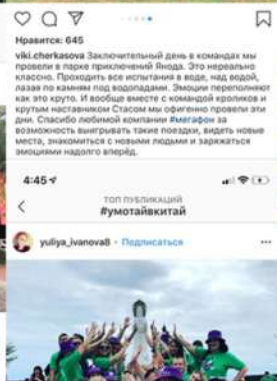 Нравится: 645
viki.cherkasova Заключительный день в командах мы
провели в парке приключений Янода. Это нереально
классно. Проходить все испытания в воде, над водой,
лазая по камням под водопадами. Эмоции переполняют
как это круто. И вообще вместе с командой кроликов и
крутым наставником Стасом мы офигенно провели эти
дни. Спасибо любимой компании #мегафон за
возможность выигрывать такие поездки, видеть новые
места, знакомиться с новыми людьми и заряжаться
эмоциями надолго вперёд.
4:45
ТОП ПУБЛИКАЦИЙ
#умотайвкитай
yuliya_ivanova8 • Подписаться